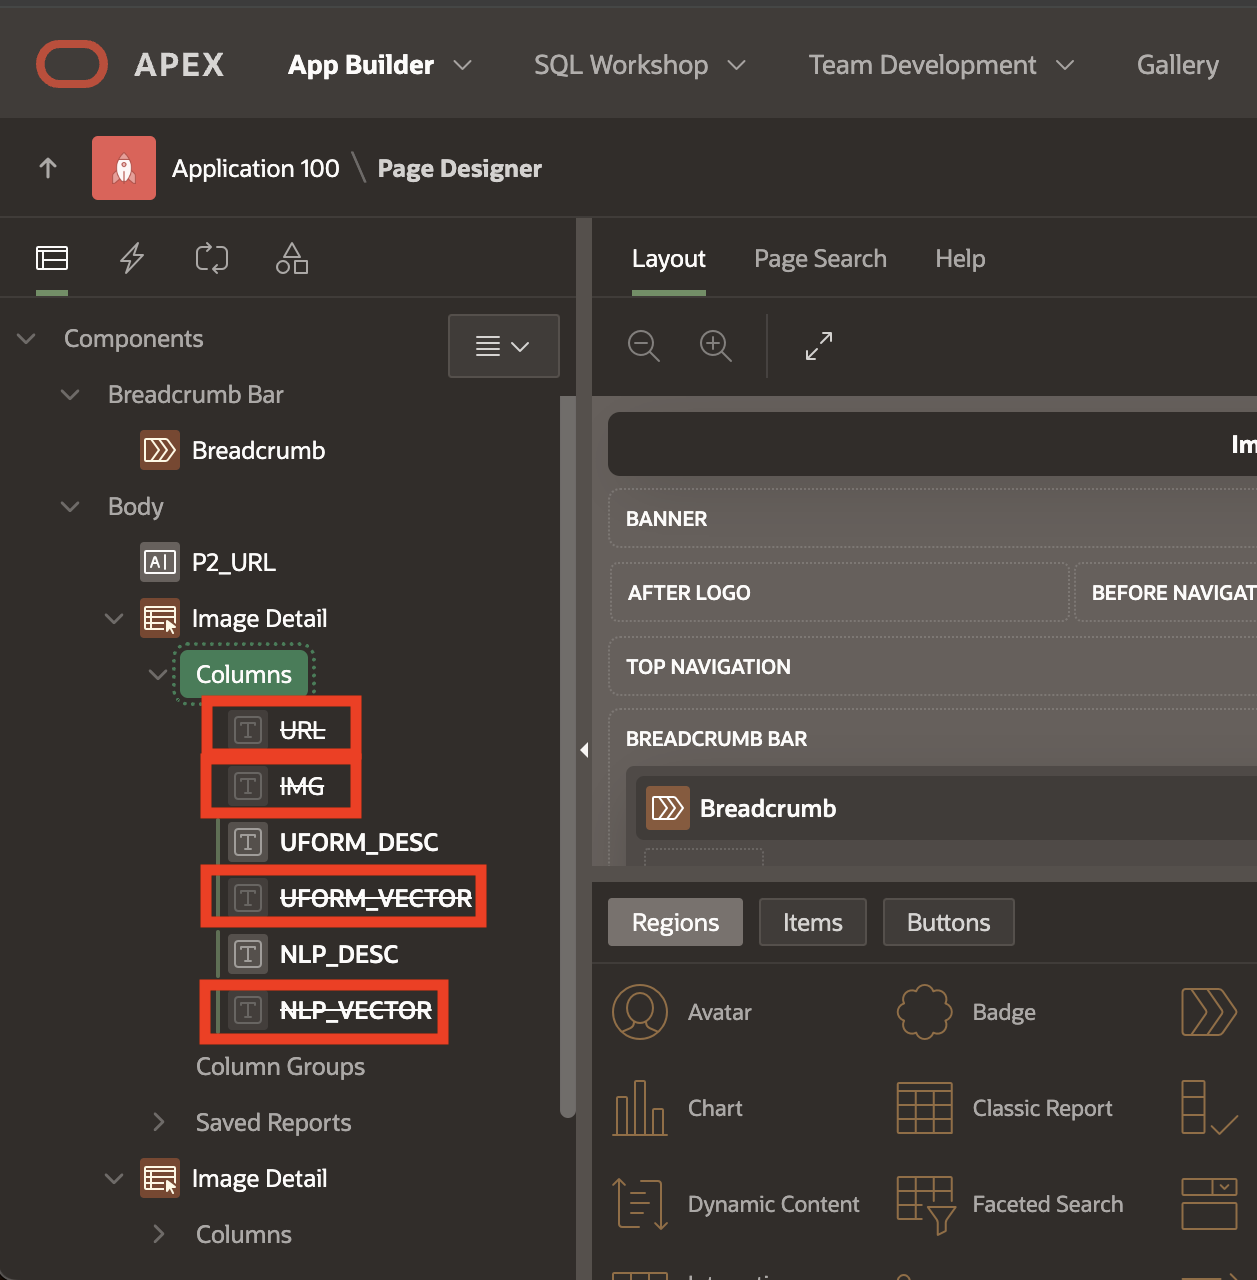 APEX App Builder SQL Workshop Team Development Gallery
Application 100 \ Page Designer
Layout Page Search Help
Components
Breadcrumb Bar
Breadcrumb
Body
P2_URL
Image Detail
Columns
URL
IMG
UFORM_DESC
UFORM_VECTOR
NLP_DESC
NLP_VECTOR
Column Groups
Saved Reports
Image Detail
Columns
Im
BANNER
AFTER LOGO BEFORE NAVIGAT
TOP NAVIGATION
BREADCRUMB BAR
Breadcrumb
Regions Items Buttons
Avatar Badge
Chart Classic Report
Dynamic Content Faceted Search